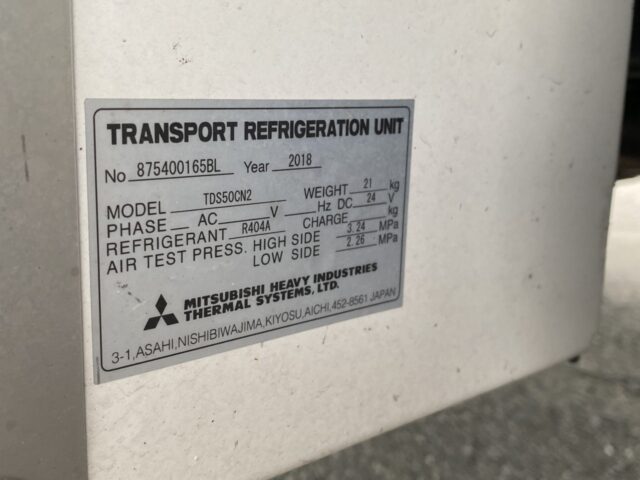 TRANSPORT REFRIGERATION UNIT
No 875400165BL Year 2018
MODEL TDS50CN2 WEIGHT 21 kg
PHASE AC V Hz DC 24 V
REFRIGERANT R404A CHARGE kg
AIR TEST PRESS. HIGH SIDE 3.24 MPa
LOW SIDE 2.26 MPa
MITSUBISHI HEAVY INDUSTRIES
THERMAL SYSTEMS, LTD.
3-1,ASAHI,NISHIBIWAJIMA,KIYOSU,AICHI,452-8561 JAPAN